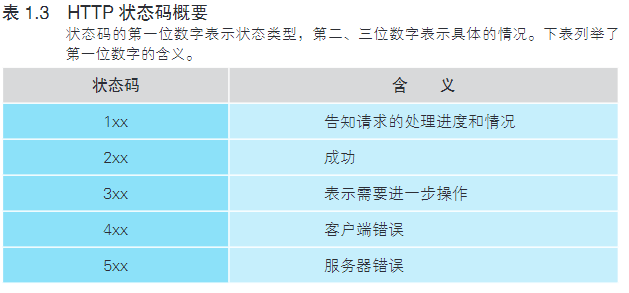 表 1.3 HTTP 状态码概要
状态码的第一位数字表示状态类型，第二、三位数字表示具体的情况。下表列举了
第一位数字的含义。
状态码 含 义
1xx 告知请求的处理进度和情况
2xx 成功
3xx 表示需要进一步操作
4xx 客户端错误
5xx 服务器错误